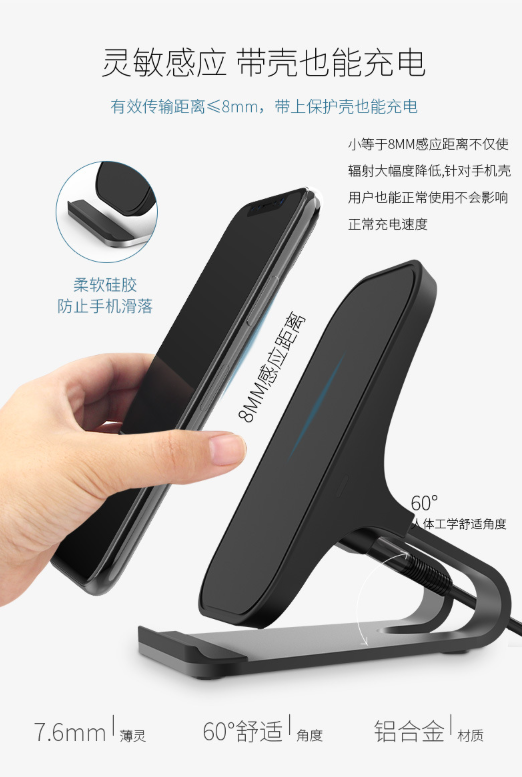 灵敏感应 带壳也能充电
有效传输距离≤8mm，带上保护壳也能充电
小等于8MM感应距离不仅使
辐射大幅度降低,针对手机壳
用户也能正常使用不会影响
正常充电速度
柔软硅胶
防止手机滑落
8MM感应距离
60°
人体工学舒适角度
7.6mm 薄灵
60°舒适 角度
铝合金 材质